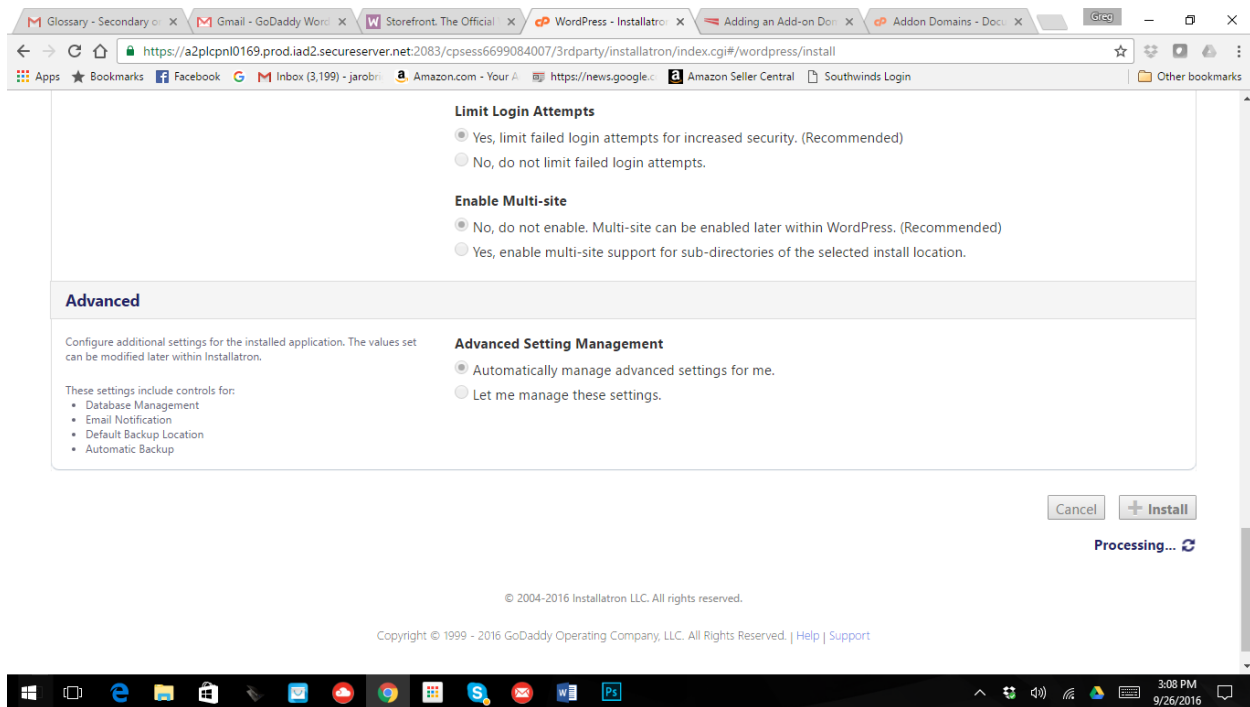 Glossary - Secondary o
Gmail - GoDaddy Word
Storefront. The Official
WordPress - Installatron
Adding an Add-on Don
Addon Domains - Docu
Greg
https://a2plcpnl0169.prod.iad2.secureserver.net:2083/cpsess6699084007/3rdparty/installatron/index.cgi#/wordpress/install
Apps Bookmarks Facebook Inbox (3,199) - jarobri Amazon.com - Your A https://news.google.c Amazon Seller Central Southwinds Login Other bookmarks
Limit Login Attempts
Yes, limit failed login attempts for increased security. (Recommended)
No, do not limit failed login attempts.
Enable Multi-site
No, do not enable. Multi-site can be enabled later within WordPress. (Recommended)
Yes, enable multi-site support for sub-directories of the selected install location.
Advanced
Configure additional settings for the installed application. The values set
can be modified later within Installatron.
These settings include controls for:
• Database Management
• Email Notification
• Default Backup Location
• Automatic Backup
Advanced Setting Management
Automatically manage advanced settings for me.
Let me manage these settings.
Cancel
Install
Processing...
© 2004-2016 Installatron LLC. All rights reserved.
Copyright © 1999 - 2016 GoDaddy Operating Company, LLC. All Rights Reserved. | Help | Support
3:08 PM
9/26/2016